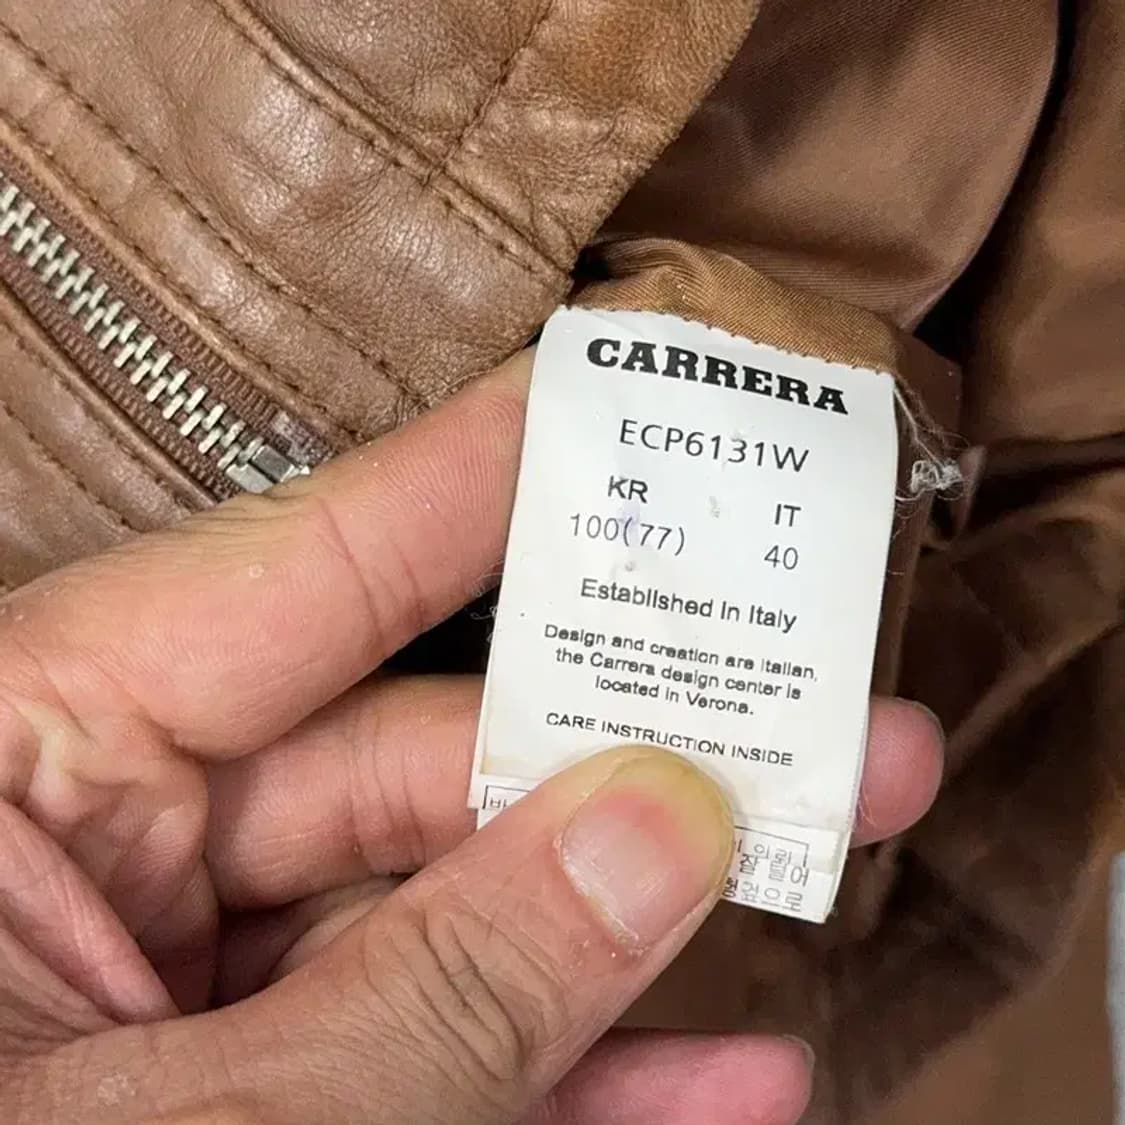 CARRERA
ECP6131W
KR IT
100(77) 40
Established in Italy
Design and creation are italian,
the Carrera design center is
located in Verona.
CARE INSTRUCTION INSIDE